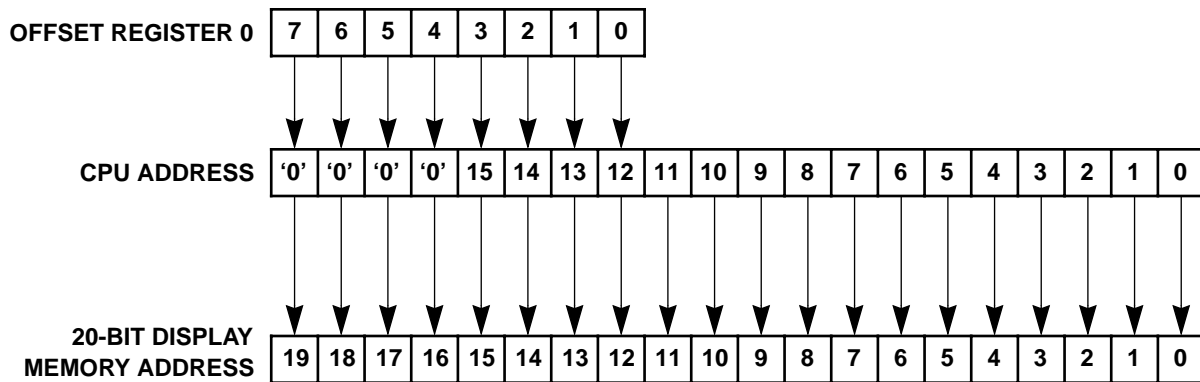 OFFSET REGISTER 0 7 6 5 4 3 2 1 0
CPU ADDRESS ‘0’ ‘0’ ‘0’ ‘0’ 15 14 13 12 11 10 9 8 7 6 5 4 3 2 1 0
20-BIT DISPLAY
MEMORY ADDRESS 19 18 17 16 15 14 13 12 11 10 9 8 7 6 5 4 3 2 1 0